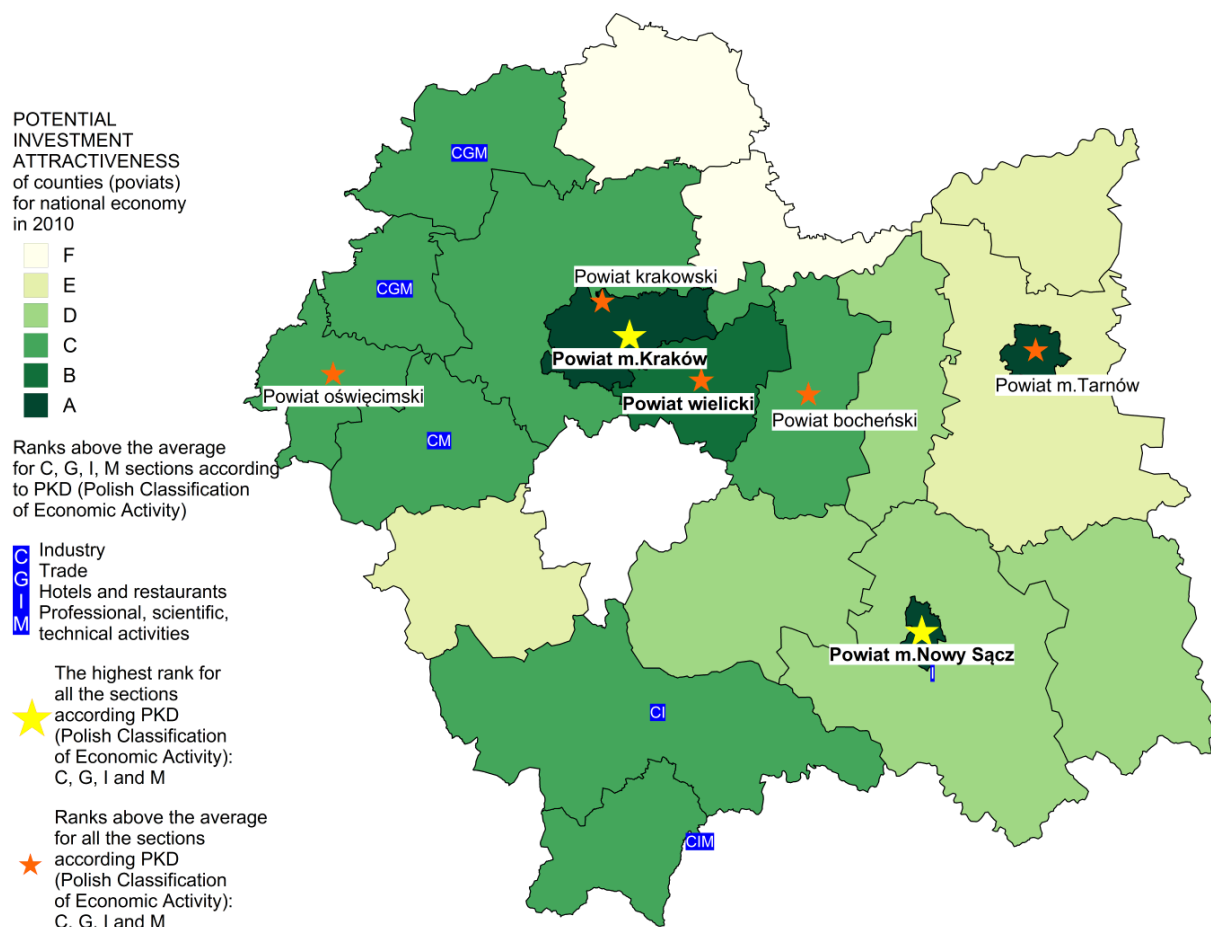 POTENTIAL
INVESTMENT
ATTRACTIVENESS
of counties (poviats)
for national economy
in 2010
F
E
D
C
B
A
Ranks above the average
for C, G, I, M sections according
to PKD (Polish Classification
of Economic Activity)
C Industry
G Trade
I Hotels and restaurants
M Professional, scientific,
technical activities
The highest rank for
all the sections
according PKD
(Polish Classification
of Economic Activity):
C, G, I and M
Ranks above the average
for all the sections
according PKD
(Polish Classification
of Economic Activity):
C, G, I and M
CGM
Powiat krakowski
CGM
Powiat m.Kraków
Powiat m.Tarnów
Powiat oświęcimski
Powiat wielicki
Powiat bocheński
CM
Powiat m.Nowy Sącz
I
CI
CIM